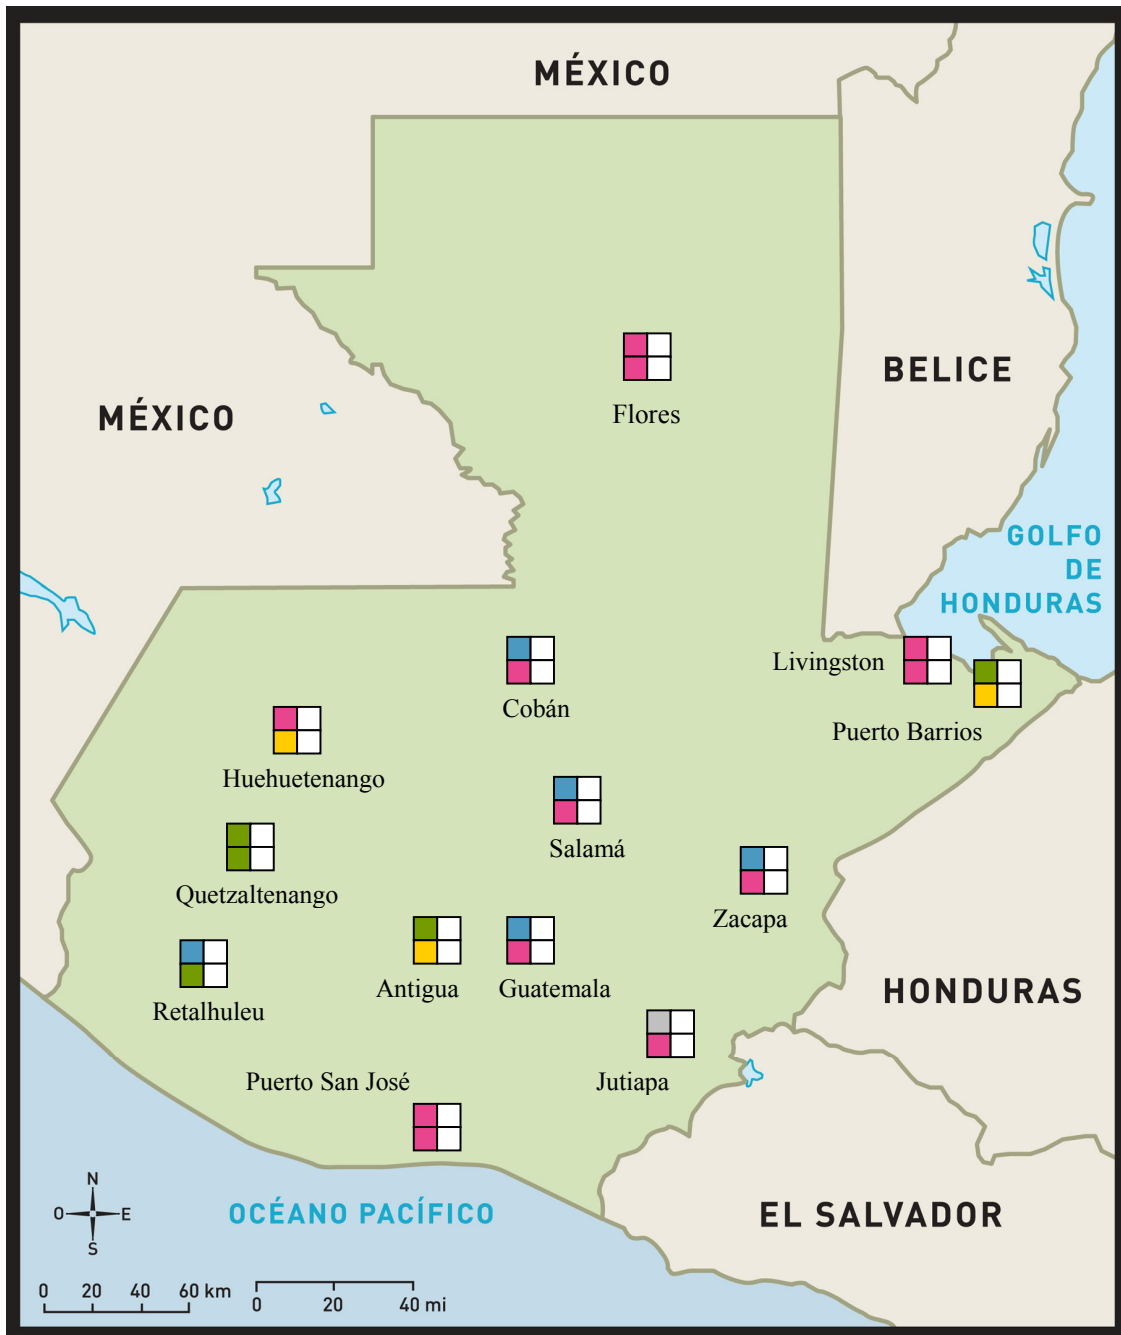 MÉXICO
Flores
BELICE
MÉXICO
GOLFO
DE
HONDURAS
Livingston
Cobán
Puerto Barrios
Huehuetenango
Salamá
Quetzaltenango
Zacapa
Antigua
Guatemala
HONDURAS
Retalhuleu
Puerto San José
Jutiapa
N
O
E
S
OCÉANO PACÍFICO
EL SALVADOR
0 20 40 60 km
0 20 40 mi